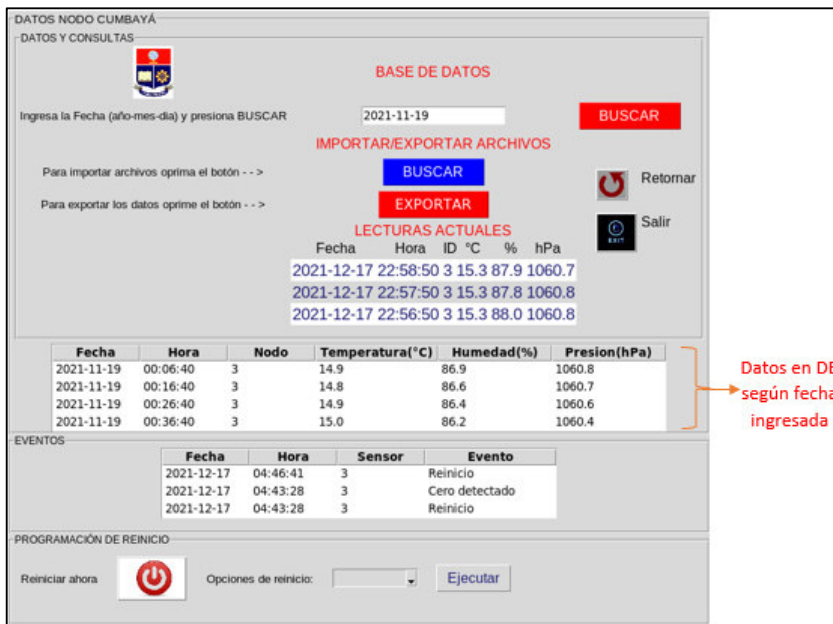 DATOS NODO CUMBAYÁ
DATOS Y CONSULTAS
BASE DE DATOS
Ingresa la Fecha (año-mes-dia) y presiona BUSCAR 2021-11-19 BUSCAR
IMPORTAR/EXPORTAR ARCHIVOS
Para importar archivos oprima el botón - - > BUSCAR
Retornar
Para exportar los datos oprime el botón - - > EXPORTAR
Salir
EXIT
LECTURAS ACTUALES
Fecha Hora ID °C % hPa
2021-12-17 22:58:50 3 15.3 87.9 1060.7
2021-12-17 22:57:50 3 15.3 87.8 1060.8
2021-12-17 22:56:50 3 15.3 88.0 1060.8
Fecha Hora Nodo Temperatura(°C) Humedad(%) Presion(hPa)
2021-11-19 00:06:40 3 14.9 86.9 1060.8
2021-11-19 00:16:40 3 14.8 86.6 1060.7
2021-11-19 00:26:40 3 14.9 86.4 1060.6
2021-11-19 00:36:40 3 15.0 86.2 1060.4
Datos en DB
según fecha
ingresada
EVENTOS
Fecha Hora Sensor Evento
2021-12-17 04:46:41 3 Reinicio
2021-12-17 04:43:28 3 Cero detectado
2021-12-17 04:43:28 3 Reinicio
PROGRAMACIÓN DE REINICIO
Reiniciar ahora Opciones de reinicio: Ejecutar